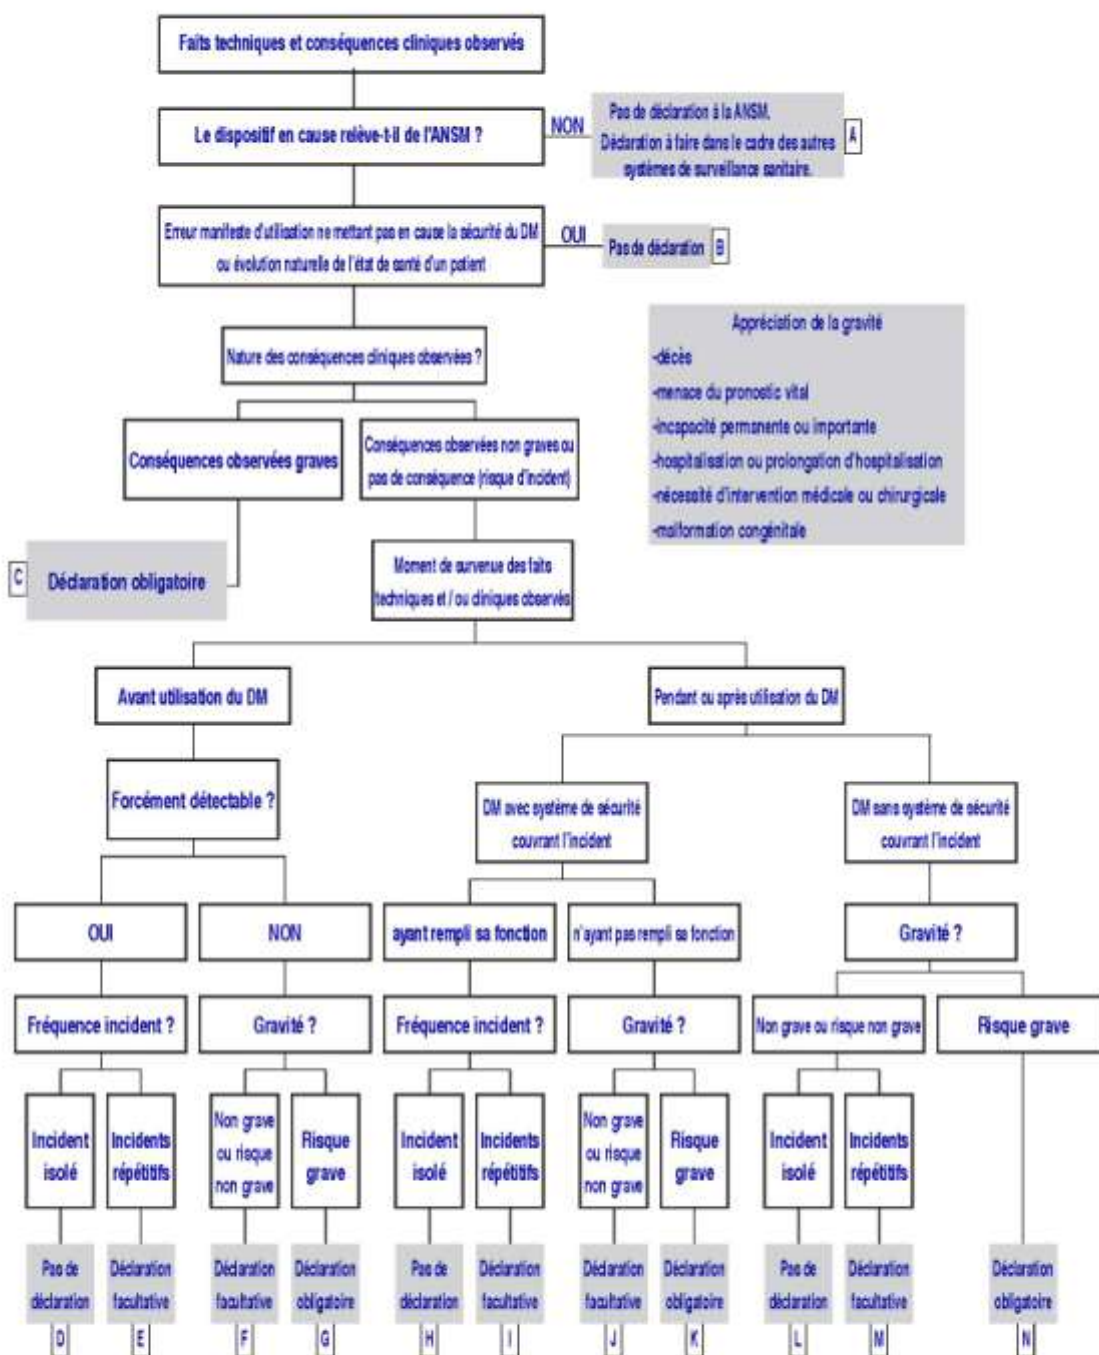 Faits techniques et conséquences cliniques observés
Le dispositif en cause relève-t-il de l'ANSM ?
NON
Pas de déclaration à la ANSM.
Déclaration à faire dans le cadre des autres
systèmes de surveillance sanitaire.
A
Erreur manifeste d'utilisation ne mettant pas en cause la sécurité du DM
ou évolution naturelle de l'état de santé d'un patient
OUI
Pas de déclaration
B
Appréciation de la gravité
-décès
-menace du pronostic vital
-incapacité permanente ou importante
-hospitalisation ou prolongation d'hospitalisation
-nécessité d'intervention médicale ou chirurgicale
-malformation congénitale
Nature des conséquences cliniques observées ?
Conséquences observées graves
Conséquences observées non graves ou
pas de conséquence (risque d'incident)
C
Déclaration obligatoire
Moment de survenue des faits
techniques et / ou cliniques observés
Avant utilisation du DM
Pendant ou après utilisation du DM
Forcément détectable ?
DM avec système de sécurité
couvrant l'incident
DM sans système de sécurité
couvrant l'incident
OUI
NON
ayant rempli sa fonction
n'ayant pas rempli sa fonction
Gravité ?
Fréquence incident ?
Gravité ?
Fréquence incident ?
Gravité ?
Non grave ou risque non grave
Risque grave
Incident
isolé
Incidents
répétitifs
Non grave
ou risque
non grave
Risque
grave
Incident
isolé
Incidents
répétitifs
Non grave
ou risque
non grave
Risque
grave
Incident
isolé
Incidents
répétitifs
Pas de
déclaration
Déclaration
facultative
Déclaration
facultative
Déclaration
obligatoire
Pas de
déclaration
Déclaration
facultative
Déclaration
facultative
Déclaration
obligatoire
Pas de
déclaration
Déclaration
facultative
Déclaration
obligatoire
D
E
F
G
H
I
J
K
L
M
N